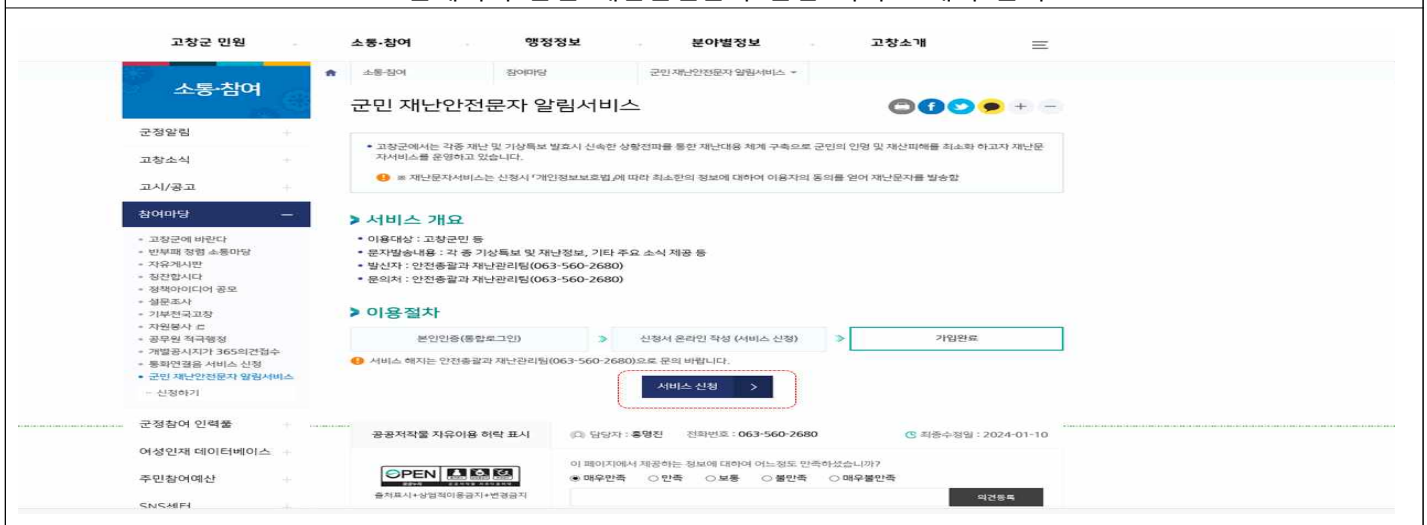 고창군 민원
소통·참여
행정정보
분야별정보
고창소개
소통·참여
소통·참여
참여마당
군민 재난안전문자 알림서비스
군민 재난안전문자 알림서비스
군정알림
고창소식
고시/공고
참여마당
고창군에 바란다
반부패 청렴 소통마당
자유게시판
칭찬합시다
정책아이디어 공모
설문조사
기부천국고창
자원봉사
공무원 적극행정
개별공시지가 365의견접수
통화연결음 서비스 신청
군민 재난안전문자 알림서비스
- 신청하기
군정참여 인력풀
여성인재 데이터베이스
주민참여예산
SNS센터
• 고창군에서는 각종 재난 및 기상특보 발효시 신속한 상황전파를 통한 재난대응 체계 구축으로 군민의 인명 및 재산피해를 최소화 하고자 재난문
자서비스를 운영하고 있습니다.
※ 재난문자서비스는 신청시 「개인정보보호법」에 따라 최소한의 정보에 대하여 이용자의 동의를 얻어 재난문자를 발송함
서비스 개요
• 이용대상 : 고창군민 등
• 문자발송내용 : 각 종 기상특보 및 재난정보, 기타 주요 소식 제공 등
• 발신자 : 안전총괄과 재난관리팀(063-560-2680)
• 문의처 : 안전총괄과 재난관리팀(063-560-2680)
이용절차
본인인증(통합로그인)
신청서 온라인 작성 (서비스 신청)
가입완료
서비스 해지는 안전총괄과 재난관리팀(063-560-2680)으로 문의 바랍니다.
서비스 신청 >
공공저작물 자유이용 허락 표시
담당자 : 홍명진 전화번호 : 063-560-2680
최종수정일 : 2024-01-10
OPEN
출처표시+상업적이용금지+변경금지
이 페이지에서 제공하는 정보에 대하여 어느정도 만족하셨습니까?
매우만족 만족 보통 불만족 매우불만족
의견등록